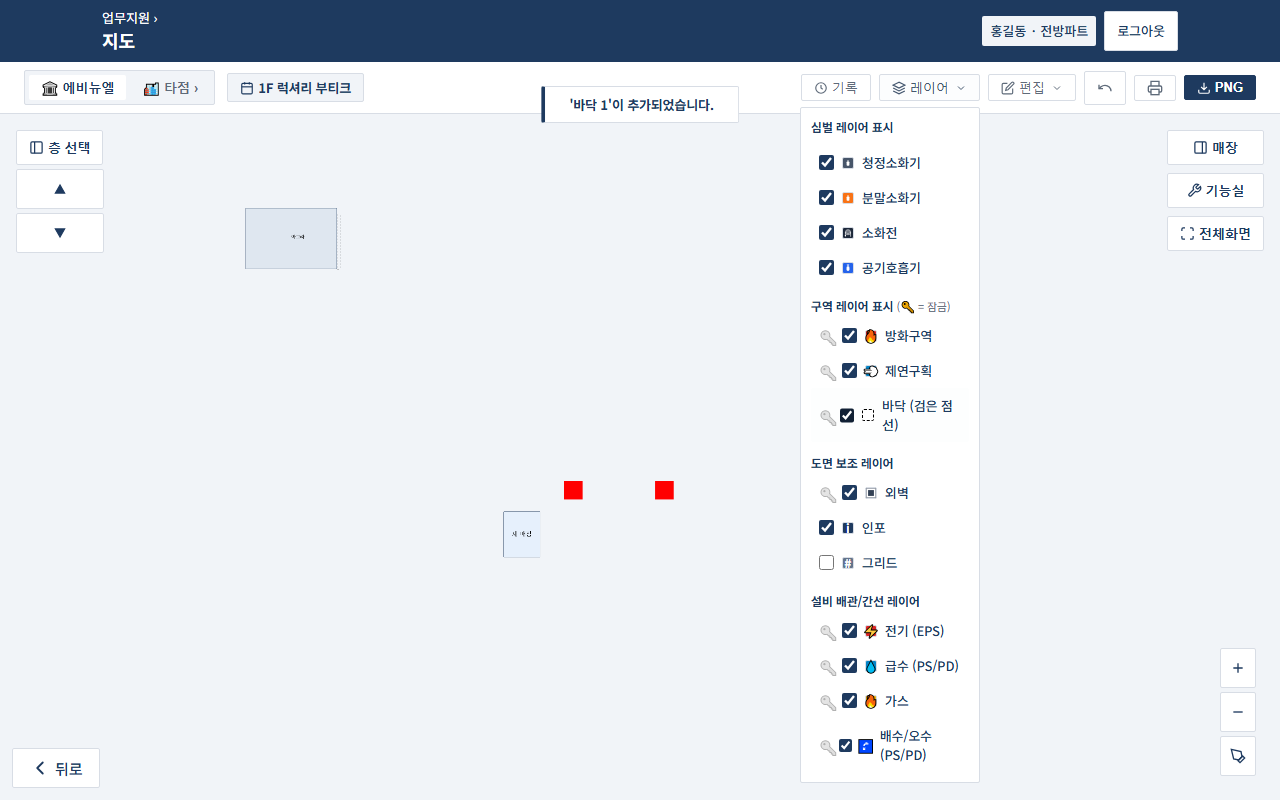 업무지원 ›
지도
홍길동 · 전방파트
로그아웃
에비뉴엘
타점 ›
1F 럭셔리 부티크
'바닥 1'이 추가되었습니다.
기록
레이어
편집
PNG
층 선택
▲
▼
매장
기능실
전체화면
심벌 레이어 표시
청정소화기
분말소화기
소화전
공기호흡기
구역 레이어 표시 (🔑 = 잠금)
방화구역
제연구획
바닥 (검은 점
선)
도면 보조 레이어
외벽
인포
그리드
설비 배관/간선 레이어
전기 (EPS)
급수 (PS/PD)
가스
배수/오수
(PS/PD)
+
−
뒤로